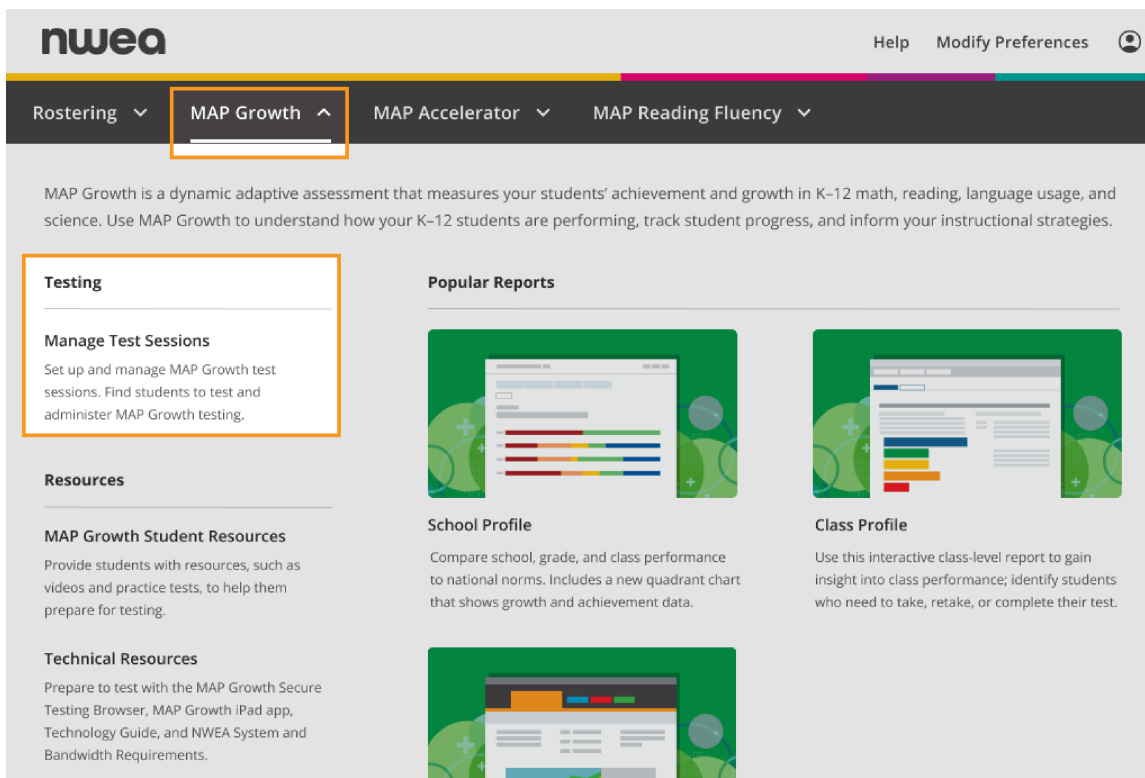 nwea
Help Modify Preferences
Rostering MAP Growth MAP Accelerator MAP Reading Fluency
MAP Growth is a dynamic adaptive assessment that measures your students’ achievement and growth in K–12 math, reading, language usage, and
science. Use MAP Growth to understand how your K–12 students are performing, track student progress, and inform your instructional strategies.
Testing
Manage Test Sessions
Set up and manage MAP Growth test
sessions. Find students to test and
administer MAP Growth testing.
Resources
MAP Growth Student Resources
Provide students with resources, such as
videos and practice tests, to help them
prepare for testing.
Technical Resources
Prepare to test with the MAP Growth Secure
Testing Browser, MAP Growth iPad app,
Technology Guide, and NWEA System and
Bandwidth Requirements.
Popular Reports
School Profile
Compare school, grade, and class performance
to national norms. Includes a new quadrant chart
that shows growth and achievement data.
Class Profile
Use this interactive class-level report to gain
insight into class performance; identify students
who need to take, retake, or complete their test.